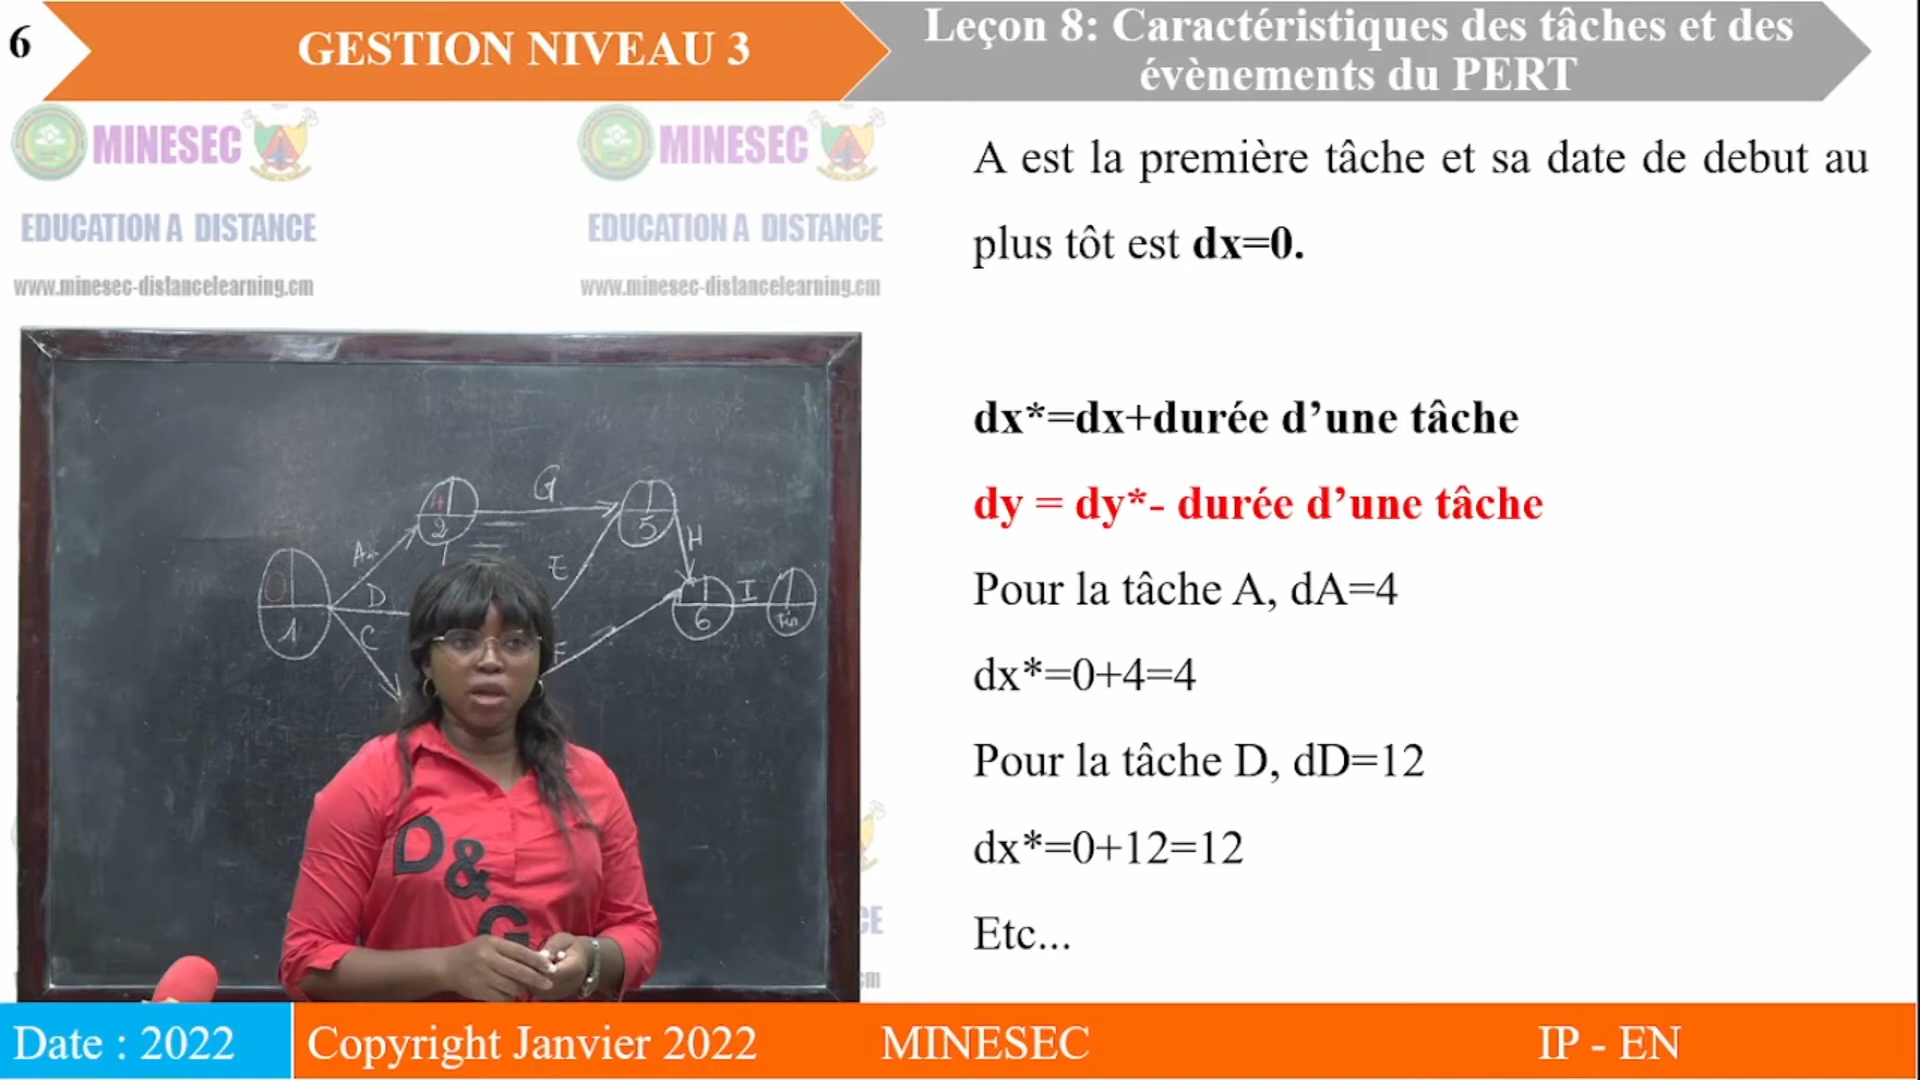 6
GESTION NIVEAU 3
Leçon 8: Caractéristiques des tâches et des
évènements du PERT
MINESEC
MINESEC
EDUCATION A DISTANCE
EDUCATION A DISTANCE
www.minesec-distancelearning.cm
www.minesec-distancelearning.cm
A est la première tâche et sa date de debut au
plus tôt est dx=0.
dx*=dx+durée d’une tâche
dy = dy*- durée d’une tâche
Pour la tâche A, dA=4
dx*=0+4=4
Pour la tâche D, dD=12
dx*=0+12=12
Etc...
G
4
2
5
A
H
E
0
D
I
1
6
fin
C
F
D&
G
CE
cm
Date : 2022
Copyright Janvier 2022
MINESEC
IP - EN